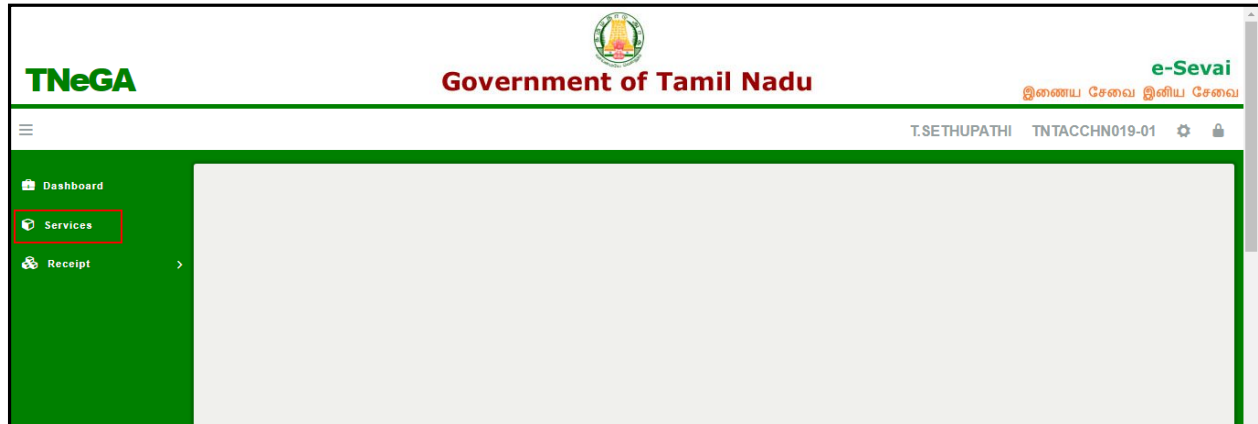 TNeGA
Government of Tamil Nadu
e-Sevai
இணைய சேவை இனிய சேவை
T.SETHUPATHI TNTACCHN019-01
Dashboard
Services
Receipt